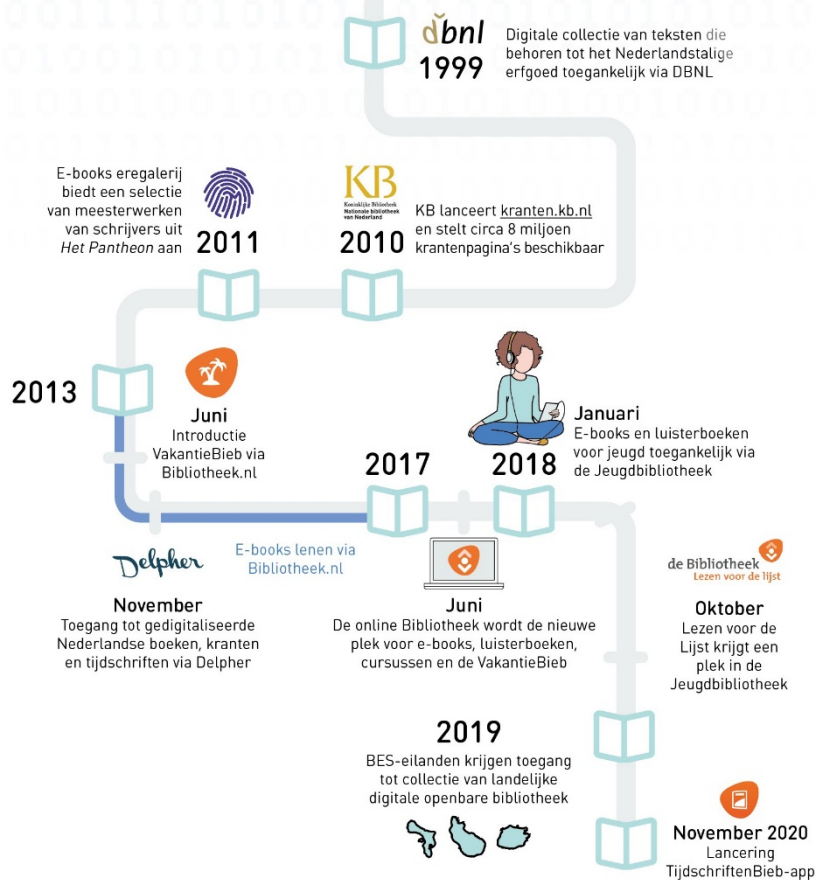 dbnl
1999
Digitale collectie van teksten die
behoren tot het Nederlandstalige
erfgoed toegankelijk via DBNL
E-books eregalerij
biedt een selectie
van meesterwerken
van schrijvers uit
Het Pantheon aan
2011
KB
Koninklijke Bibliotheek
Nationale bibliotheek
van Nederland
2010
KB lanceert kranten.kb.nl
en stelt circa 8 miljoen
krantenpagina's beschikbaar
2013
Juni
Introductie
VakantieBieb via
Bibliotheek.nl
Januari
E-books en luisterboeken
voor jeugd toegankelijk via
de Jeugdbibliotheek
2017
2018
Delpher
November
Toegang tot gedigitaliseerde
Nederlandse boeken, kranten
en tijdschriften via Delpher
E-books lenen via
Bibliotheek.nl
Juni
De online Bibliotheek wordt de nieuwe
plek voor e-books, luisterboeken,
cursussen en de VakantieBieb
de Bibliotheek
Lezen voor de lijst
Oktober
Lezen voor de
Lijst krijgt een
plek in de
Jeugdbibliotheek
2019
BES-eilanden krijgen toegang
tot collectie van landelijke
digitale openbare bibliotheek
November 2020
Lancering
TijdschriftenBieb-app